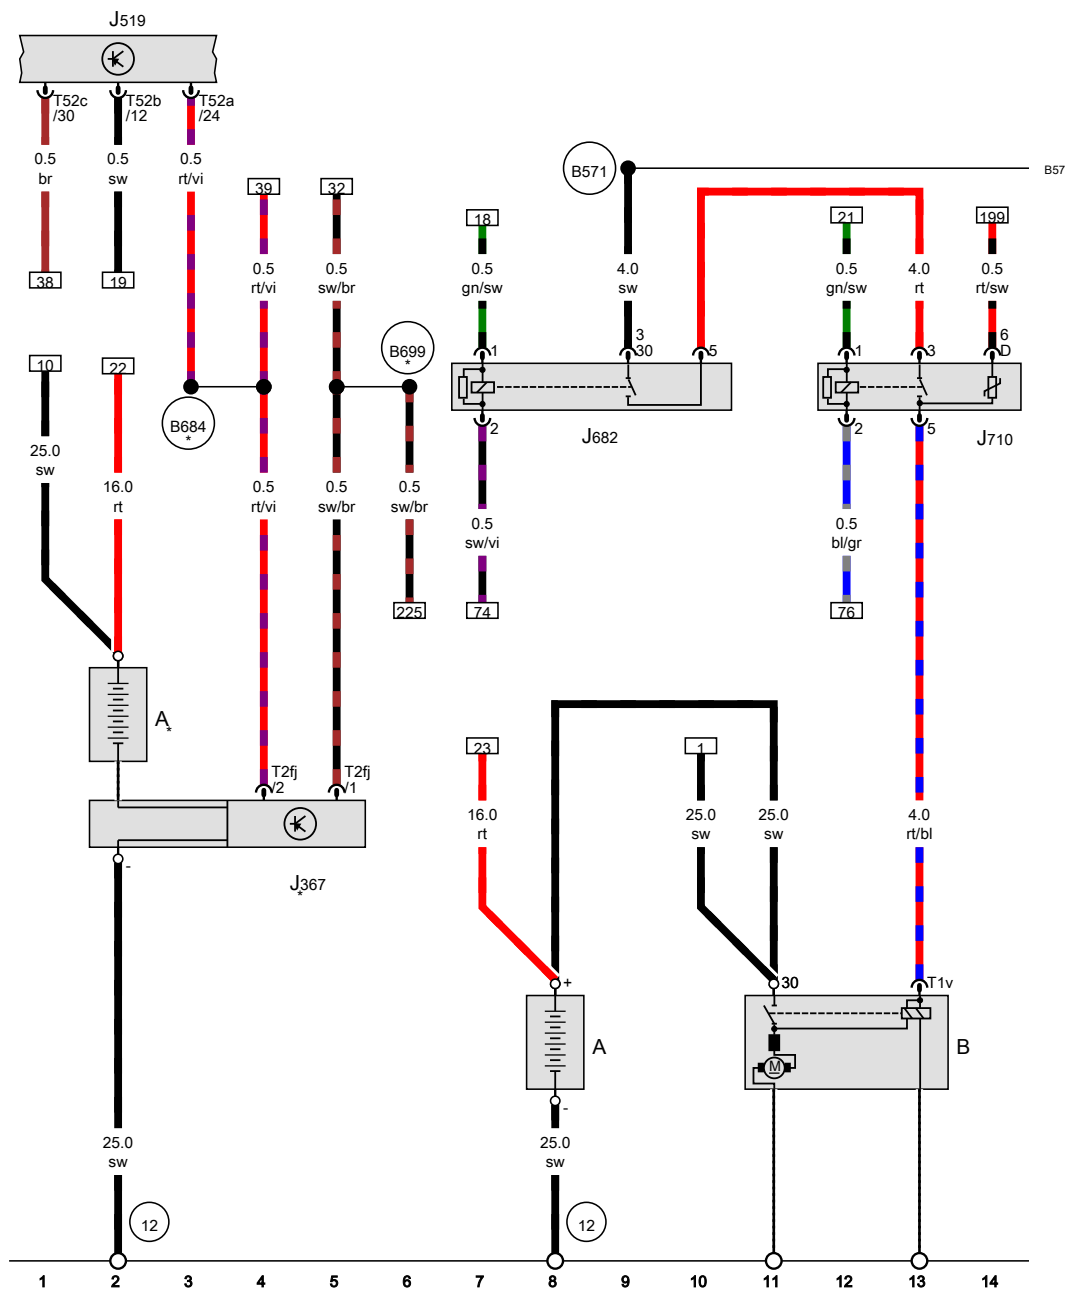 J519
T52c
/30
T52b
/12
T52a
/24
0.5
br
0.5
sw
0.5
rt/vi
B571
B57
39
32
18
21
199
0.5
rt/vi
0.5
sw/br
0.5
gn/sw
4.0
sw
0.5
gn/sw
4.0
rt
0.5
rt/sw
38
19
3
6
1
30
5
1
3
D
B699
*
10
22
B684
*
2
J682
2
5
J710
25.0
sw
16.0
rt
0.5
rt/vi
0.5
sw/br
0.5
sw/br
0.5
sw/vi
0.5
bl/gr
225
74
76
A*
23
1
T2fj
/2
T2fj
/1
16.0
rt
25.0
sw
25.0
sw
4.0
rt/bl
-
J367
*
+
30
T1v
A
B
M
-
25.0
sw
25.0
sw
12
12
1 2 3 4 5 6 7 8 9 10 11 12 13 14